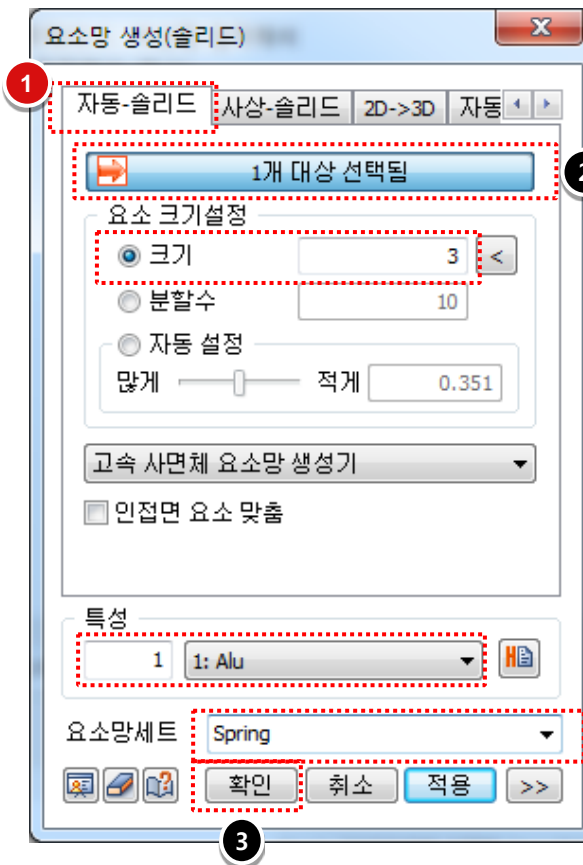 요소망 생성(솔리드)
1
자동-솔리드 사상-솔리드 2D->3D 자동
1개 대상 선택됨
2
요소 크기설정
크기 3 <
분할수 10
자동 설정
많게 적게 0.351
고속 사면체 요소망 생성기
인접면 요소 맞춤
특성
1 1: Alu
요소망세트 Spring
확인 취소 적용 >>
3